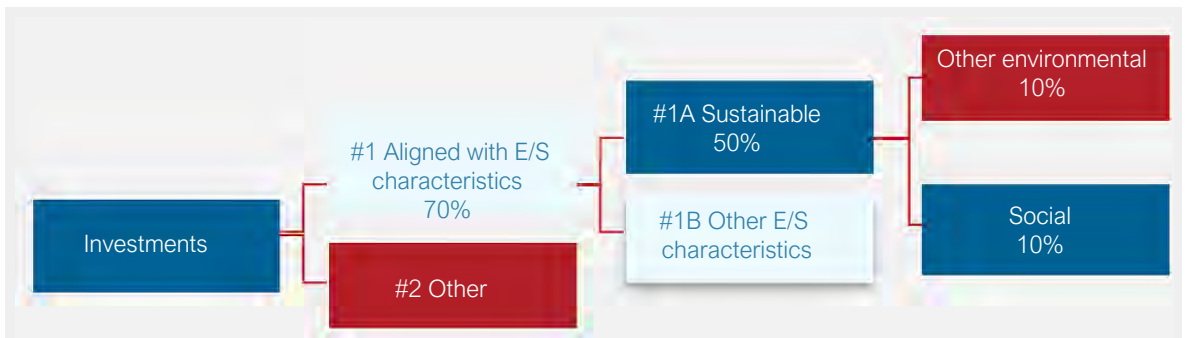 Investments
#1 Aligned with E/S
characteristics
70%
#2 Other
#1A Sustainable
50%
#1B Other E/S
characteristics
Other environmental
10%
Social
10%